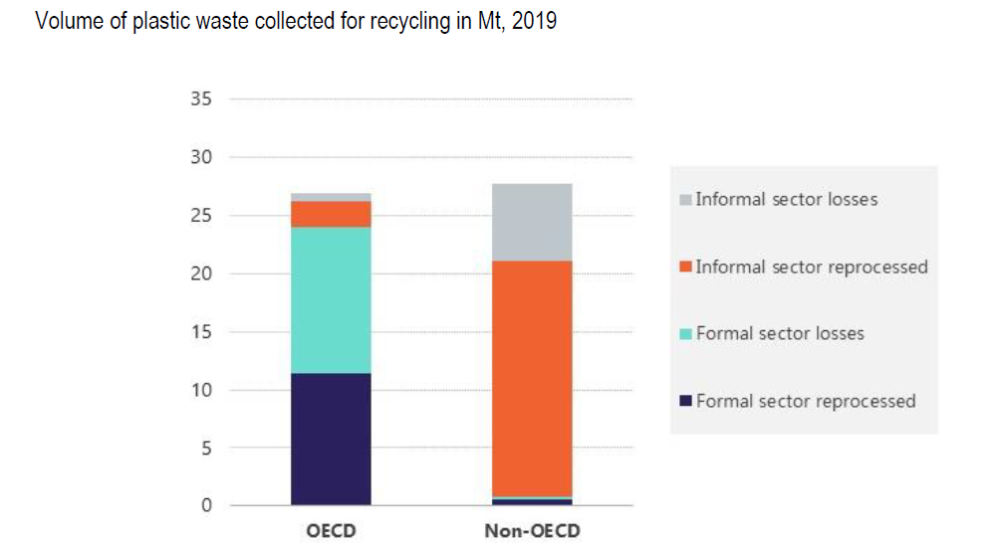 Volume of plastic waste collected for recycling in Mt, 2019
35
30
25
20
15
10
5
0
OECD
Non-OECD
Informal sector losses
Informal sector reprocessed
Formal sector losses
Formal sector reprocessed